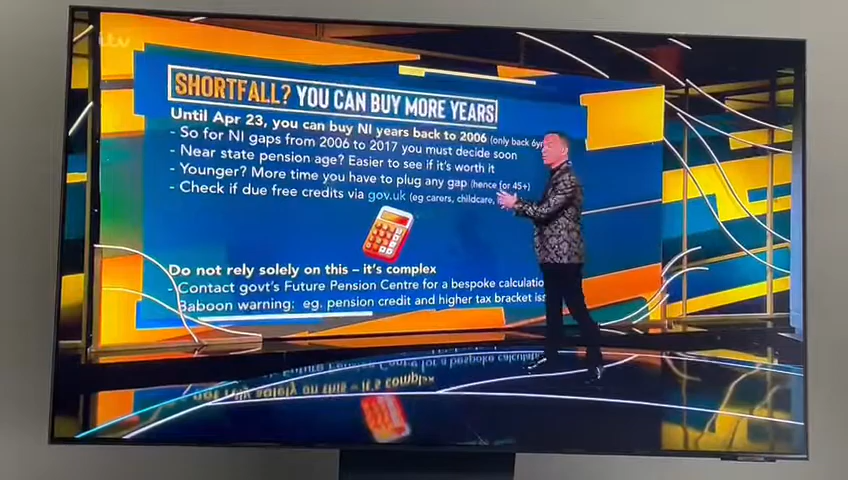 itv
SHORTFALL? YOU CAN BUY MORE YEARS
Until Apr 23, you can buy NI years back to 2006 (only back 6y
- So for NI gaps from 2006 to 2017 you must decide soon
- Near state pension age? Easier to see if it's worth it
- Younger? More time you have to plug any gap (hence for 45+)
- Check if due free credits via gov.uk (eg carers, childcare,
Do not rely solely on this – it's complex
- Contact govt's Future Pension Centre for a bespoke calculatio
- Baboon warning: eg. pension credit and higher tax bracket iss